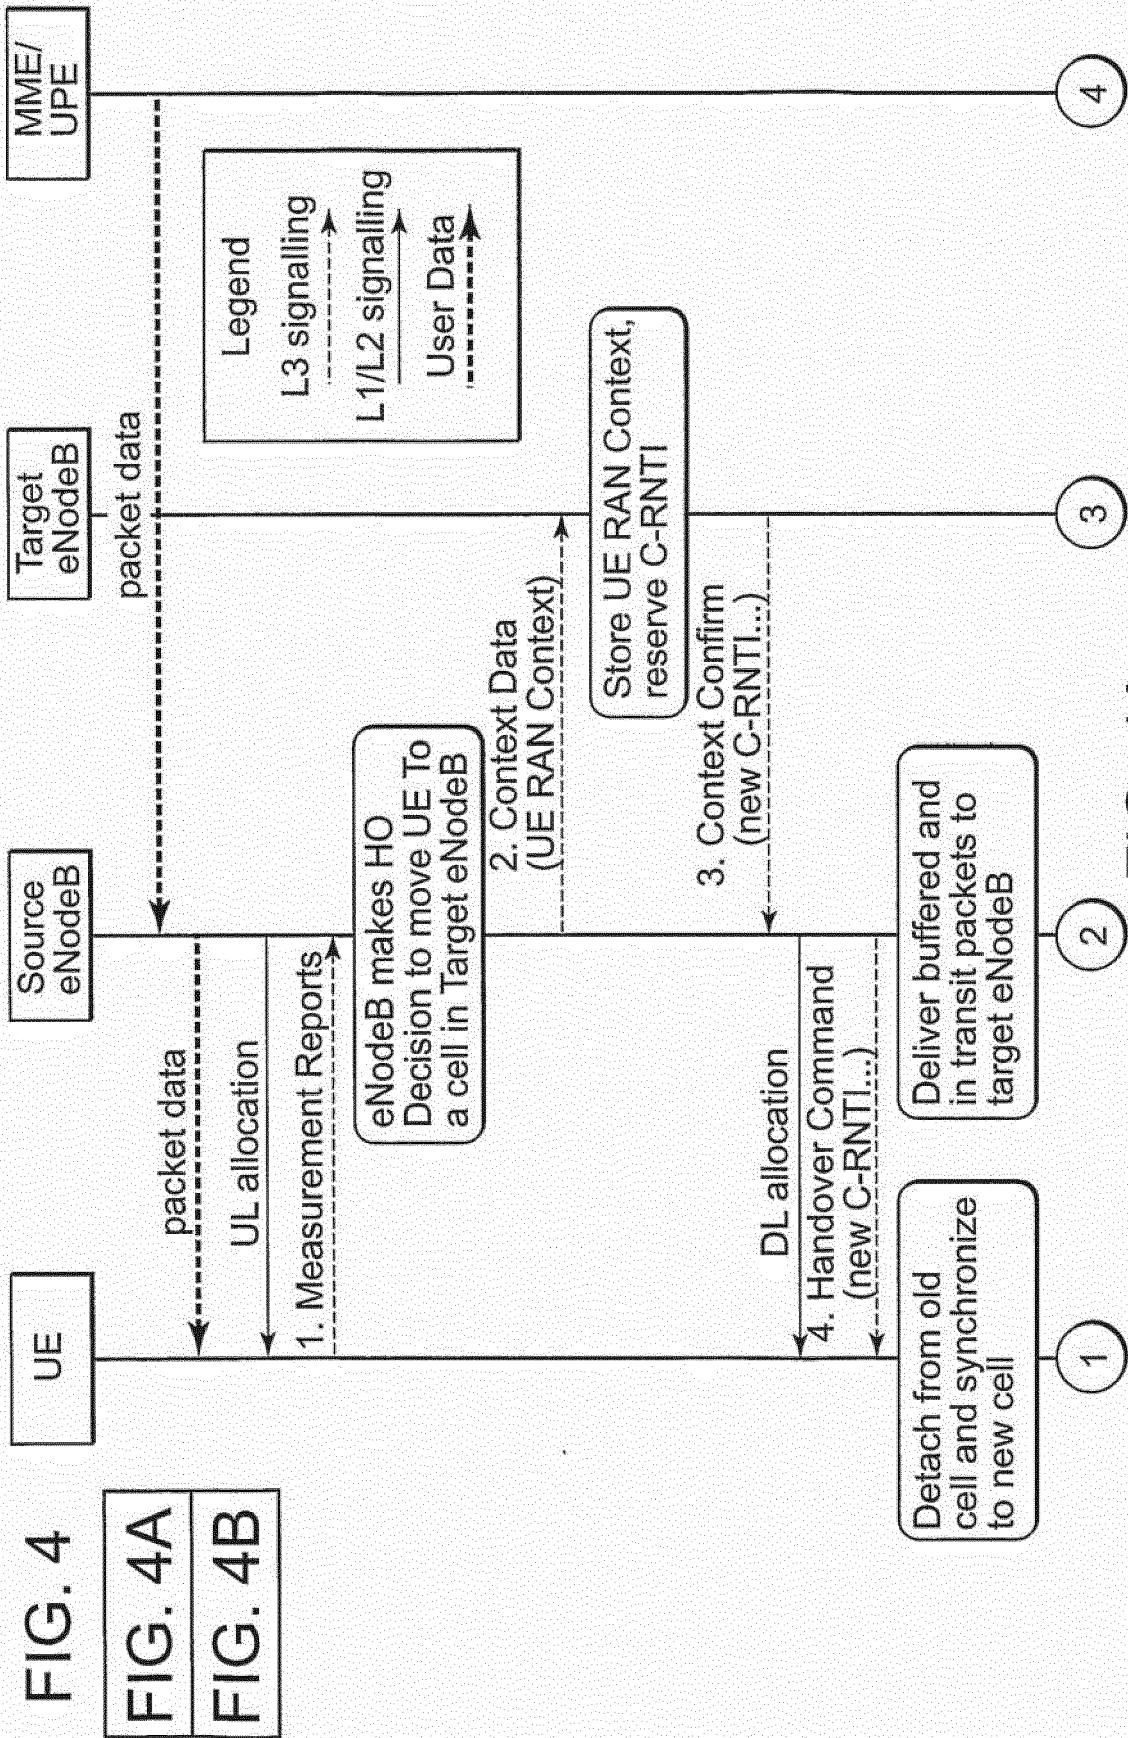 FIG. 4
FIG. 4A
FIG. 4B
UE
Source
eNodeB
Target
eNodeB
MME/
UPE
packet data
packet data
UL allocation
1. Measurement Reports
Legend
L3 signalling
L1/L2 signalling
User Data
eNodeB makes HO
Decision to move UE To
a cell in Target eNodeB
2. Context Data
(UE RAN Context)
Store UE RAN Context,
reserve C-RNTI
3. Context Confirm
(new C-RNTI...)
DL allocation
4. Handover Command
(new C-RNTI...)
Detach from old
cell and synchronize
to new cell
Deliver buffered and
in transit packets to
target eNodeB
1
2
3
4